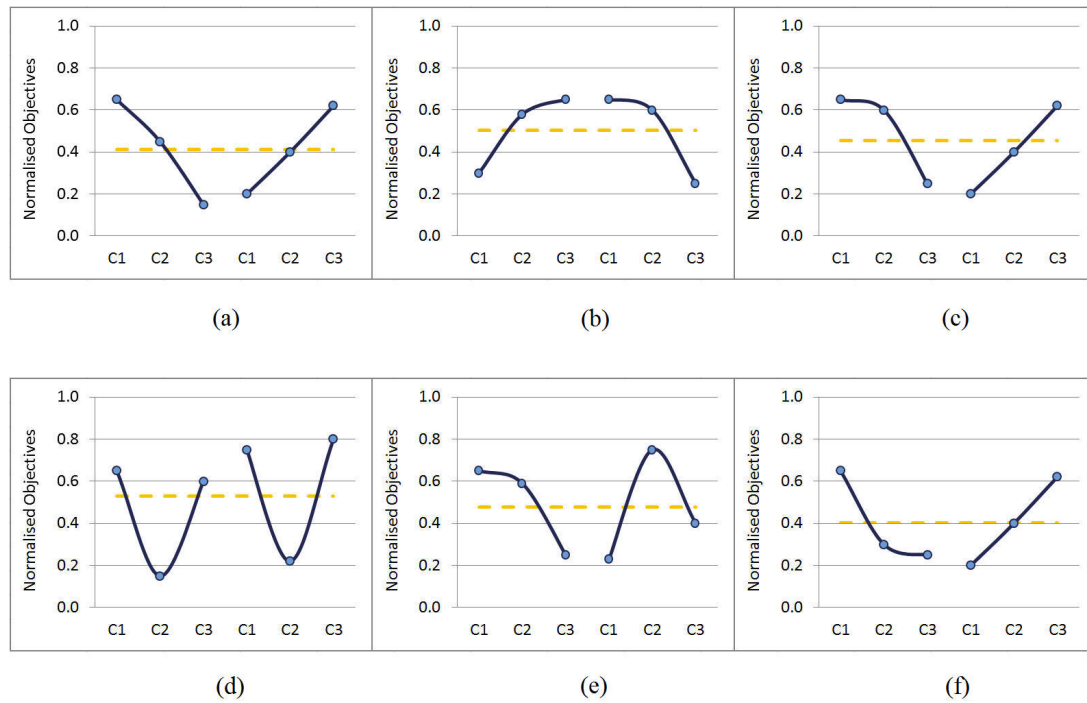 1.0 1.0 1.0
0.8 0.8 0.8
0.6 0.6 0.6
0.4 0.4 0.4
0.2 0.2 0.2
0.0 0.0 0.0
Normalised Objectives Normalised Objectives Normalised Objectives
C1 C2 C3 C1 C2 C3 C1 C2 C3 C1 C2 C3 C1 C2 C3 C1 C2 C3
(a) (b) (c)
1.0 1.0 1.0
0.8 0.8 0.8
0.6 0.6 0.6
0.4 0.4 0.4
0.2 0.2 0.2
0.0 0.0 0.0
Normalised Objectives Normalised Objectives Normalised Objectives
C1 C2 C3 C1 C2 C3 C1 C2 C3 C1 C2 C3 C1 C2 C3 C1 C2 C3
(d) (e) (f)